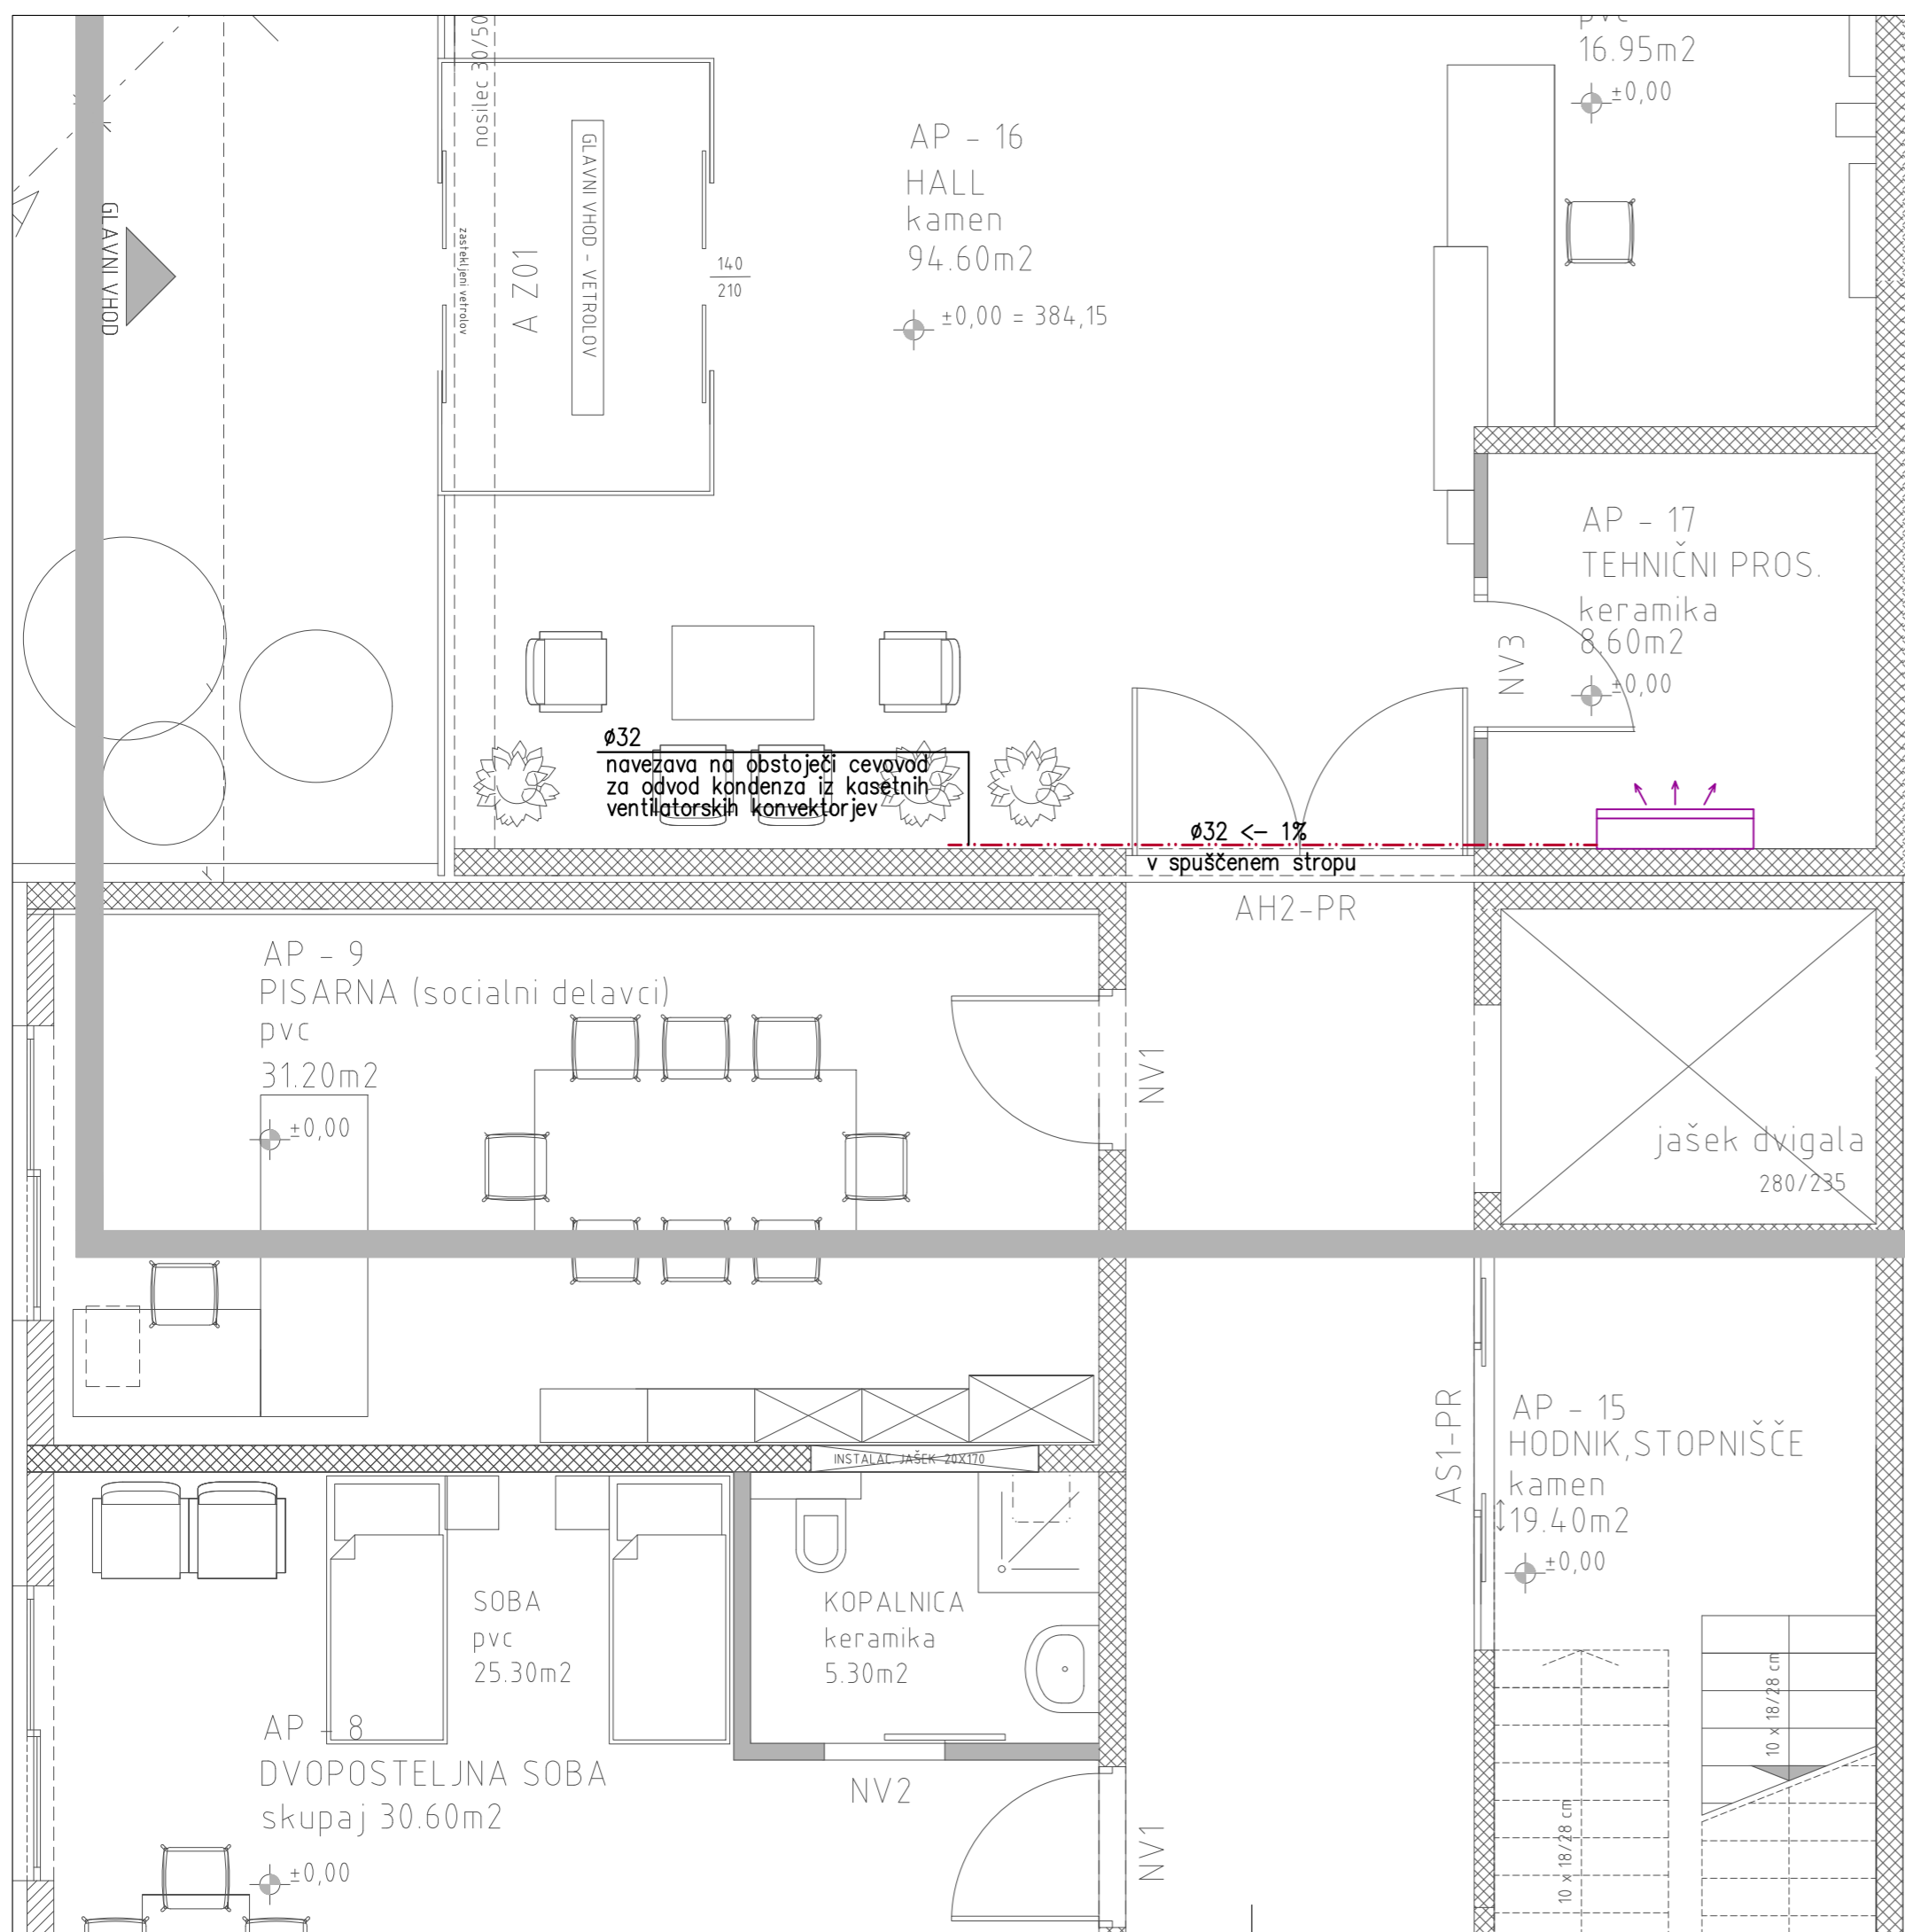 nosilec 30/50
16.95m2
±0,00
AP - 16
HALL
kamen
94.60m2
±0,00 = 384,15
GLAVNI VHOD
zastekljeni vetrolov
A Z01
GLAVNI VHOD - VETROLOV
140
210
AP - 17
TEHNIČNI PROS.
keramika
8,60m2
±0,00
NV3
ø32
navezava na obstoječi cevovod
za odvod kondenza iz kasetnih
ventilatorskih konvektorjev
ø32 <- 1%
v spuščenem stropu
AH2-PR
AP - 9
PISARNA (socialni delavci)
pvc
31.20m2
±0,00
NV1
jašek dvigala
280/235
AS1-PR
AP - 15
HODNIK,STOPNIŠČE
kamen
19.40m2
±0,00
INSTALAC. JAŠEK 20X170
SOBA
pvc
25.30m2
KOPALNICA
keramika
5.30m2
AP - 8
DVOPOSTELJNA SOBA
skupaj 30.60m2
±0,00
NV2
NV1
10 x 18/28 cm
10 x 18/28 cm